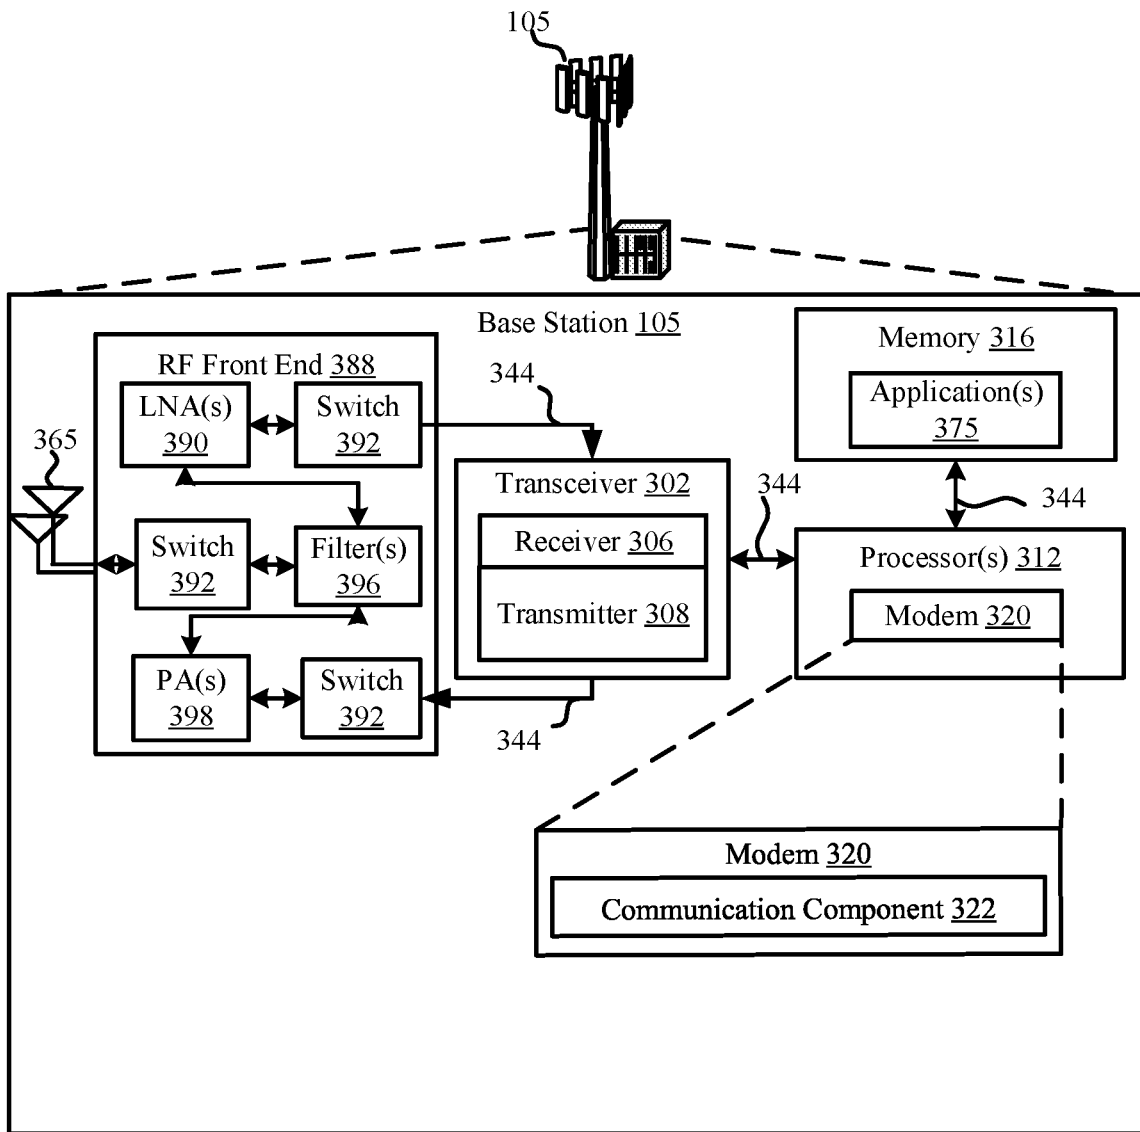 105
Base Station 105
RF Front End 388
LNA(s)
390
Switch
392
344
365
Switch
392
Filter(s)
396
PA(s)
398
Switch
392
344
Transceiver 302
Receiver 306
Transmitter 308
344
Memory 316
Application(s)
375
344
Processor(s) 312
Modem 320
Modem 320
Communication Component 322